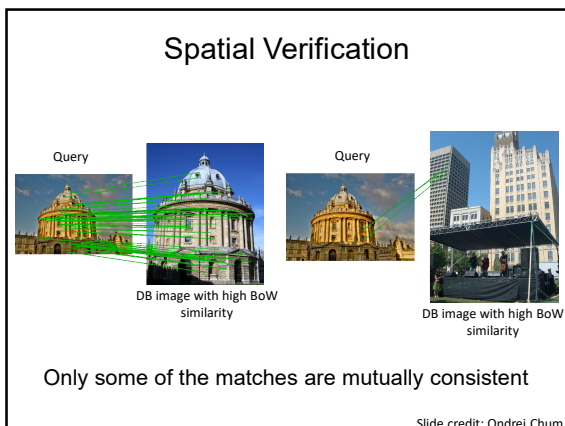 Spatial Verification
Query
DB image with high BoW
similarity
Query
DB image with high BoW
similarity
Only some of the matches are mutually consistent
Slide credit: Ondrej Chum